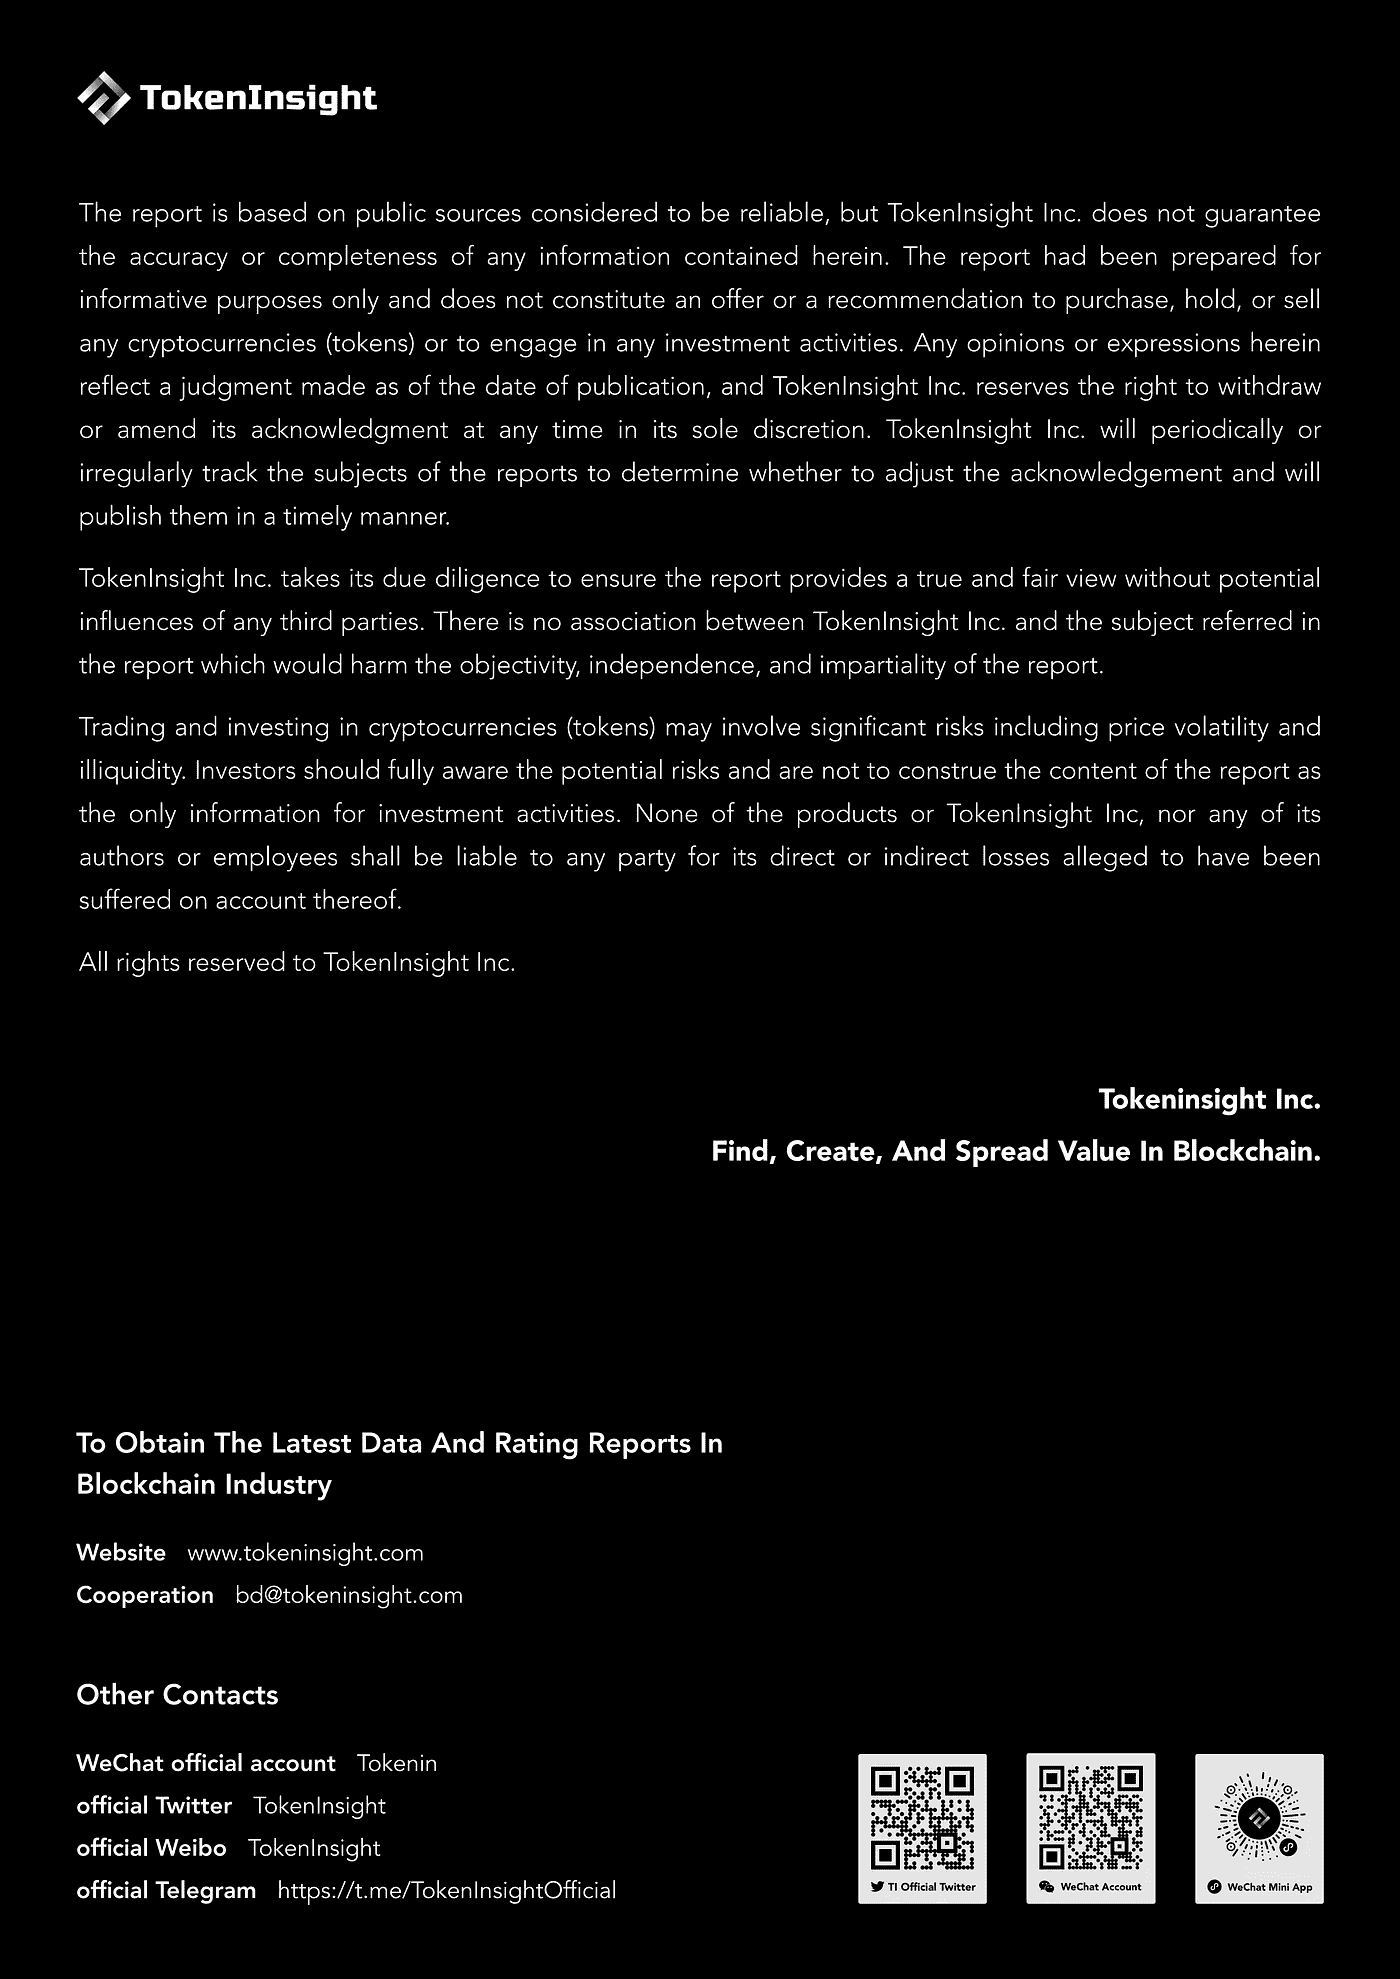 TokenInsight
The report is based on public sources considered to be reliable, but TokenInsight Inc. does not guarantee
the accuracy or completeness of any information contained herein. The report had been prepared for
informative purposes only and does not constitute an offer or a recommendation to purchase, hold, or sell
any cryptocurrencies (tokens) or to engage in any investment activities. Any opinions or expressions herein
reflect a judgment made as of the date of publication, and TokenInsight Inc. reserves the right to withdraw
or amend its acknowledgment at any time in its sole discretion. TokenInsight Inc. will periodically or
irregularly track the subjects of the reports to determine whether to adjust the acknowledgement and will
publish them in a timely manner.
TokenInsight Inc. takes its due diligence to ensure the report provides a true and fair view without potential
influences of any third parties. There is no association between TokenInsight Inc. and the subject referred in
the report which would harm the objectivity, independence, and impartiality of the report.
Trading and investing in cryptocurrencies (tokens) may involve significant risks including price volatility and
illiquidity. Investors should fully aware the potential risks and are not to construe the content of the report as
the only information for investment activities. None of the products or TokenInsight Inc, nor any of its
authors or employees shall be liable to any party for its direct or indirect losses alleged to have been
suffered on account thereof.
All rights reserved to TokenInsight Inc.
Tokeninsight Inc.
Find, Create, And Spread Value In Blockchain.
To Obtain The Latest Data And Rating Reports In
Blockchain Industry
Website www.tokeninsight.com
Cooperation bd@tokeninsight.com
Other Contacts
WeChat official account Tokenin
official Twitter TokenInsight
official Weibo TokenInsight
official Telegram https://t.me/TokenInsightOfficial
TI Official Twitter
WeChat Account
WeChat Mini App